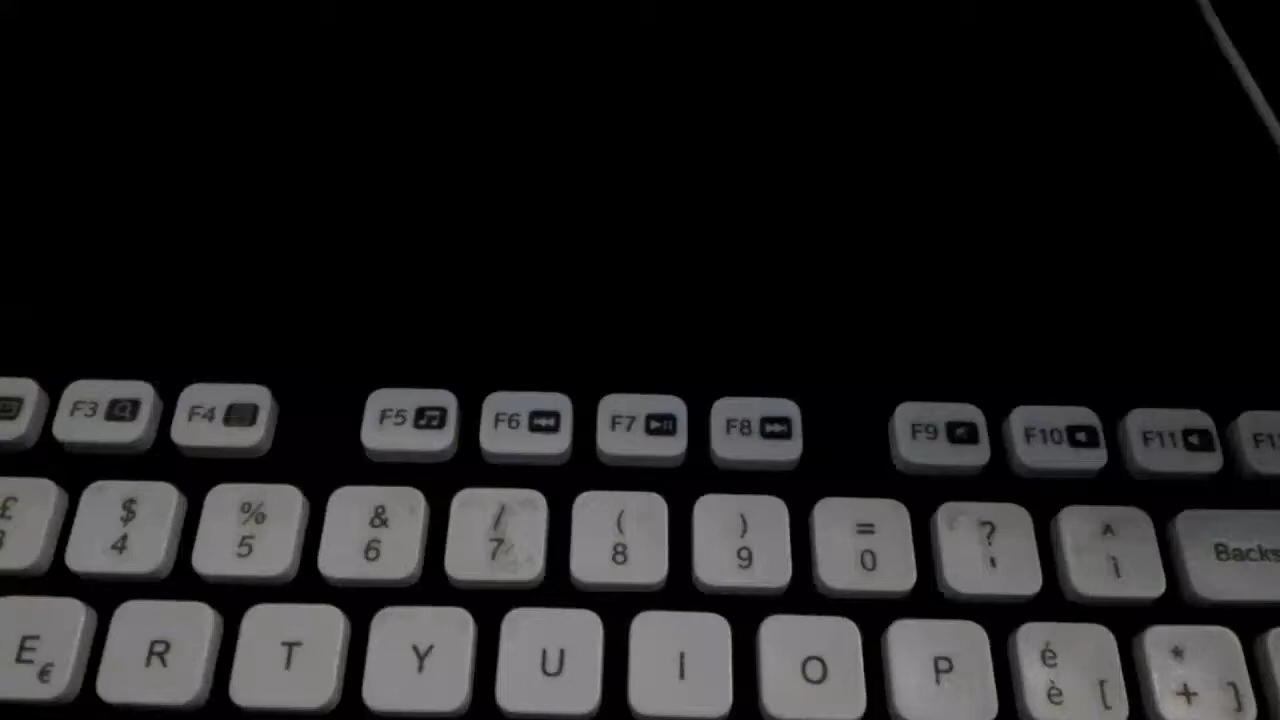 F3 F4 F5 F6 F7 F8 F9 F10 F11
£ $ % & / ( ) = ? ^
4 5 6 7 8 9 0 ' ì Backs
E € R T Y U I O P é è [ * + ]